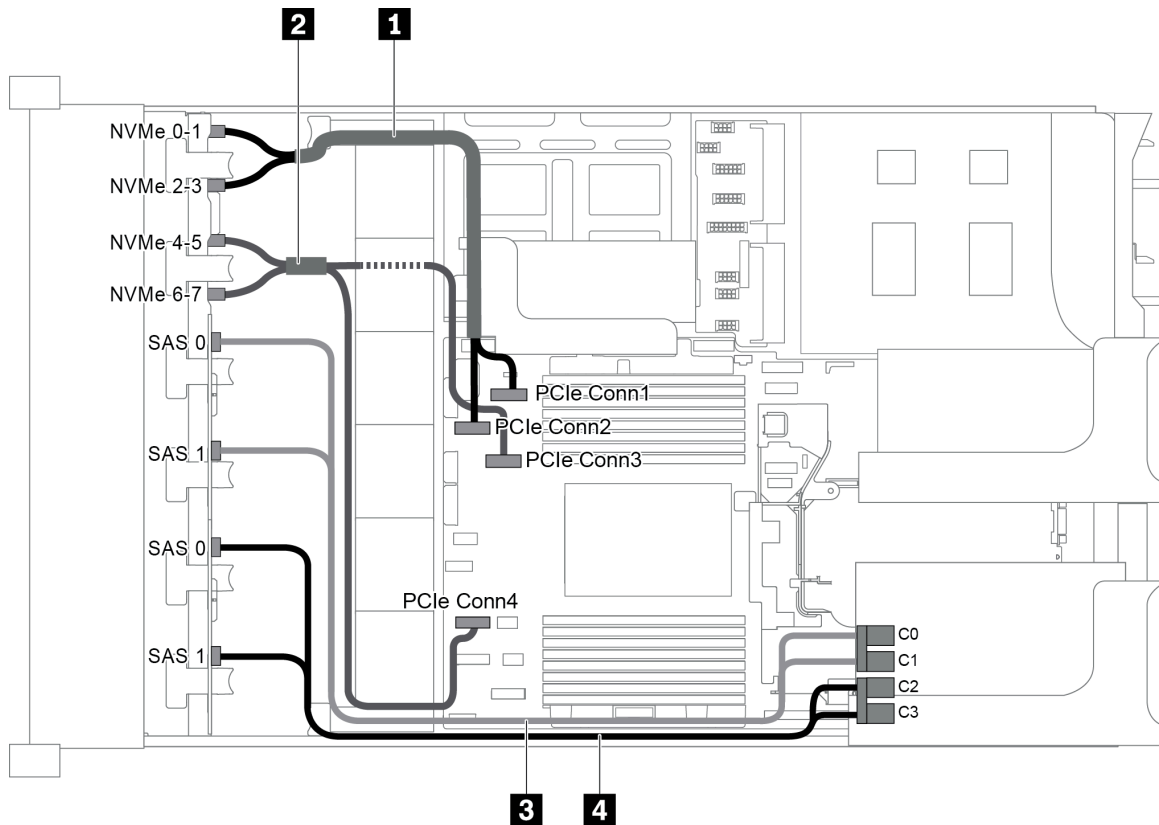 2
1
NVMe 0-1
NVMe 2-3
NVMe 4-5
NVMe 6-7
SAS 0
PCIe Conn1
PCIe Conn2
SAS 1
PCIe Conn3
SAS 0
PCIe Conn4
SAS 1
C0
C1
C2
C3
3
4